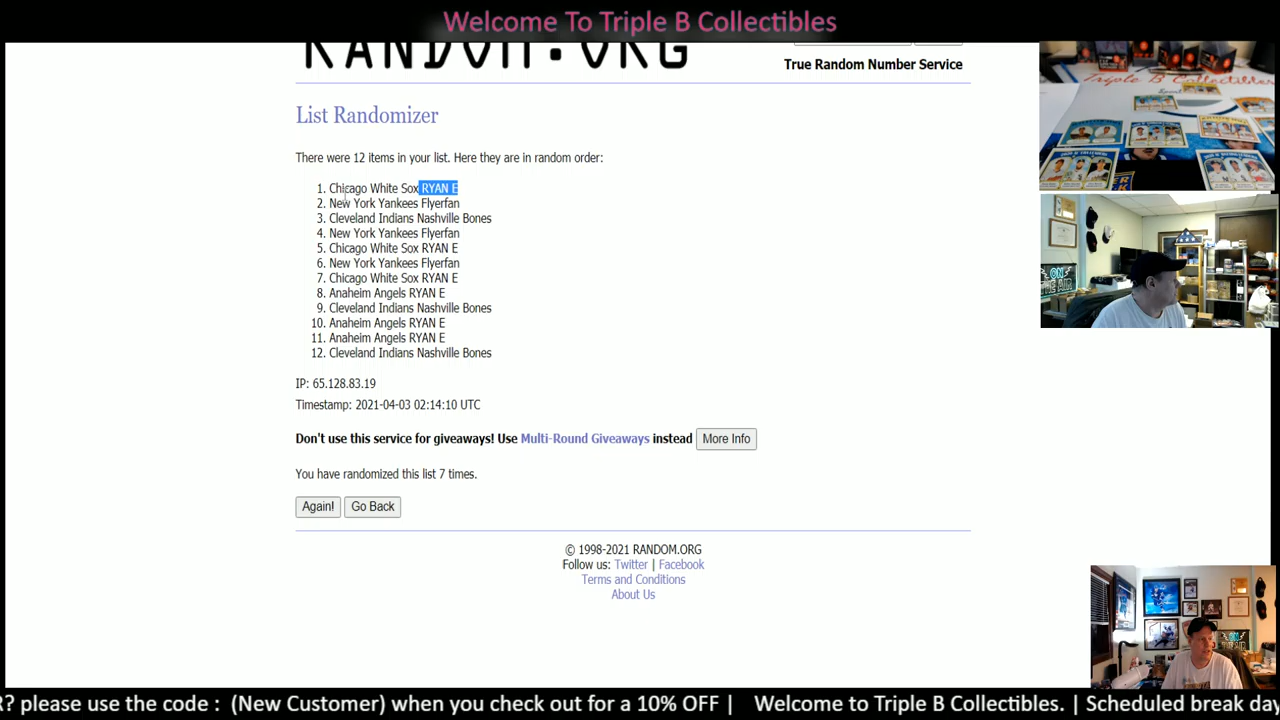 Welcome To Triple B Collectibles
RANDOM.ORG
True Random Number Service
List Randomizer
There were 12 items in your list. Here they are in random order:
1. Chicago White Sox RYAN E
2. New York Yankees Flyerfan
3. Cleveland Indians Nashville Bones
4. New York Yankees Flyerfan
5. Chicago White Sox RYAN E
6. New York Yankees Flyerfan
7. Chicago White Sox RYAN E
8. Anaheim Angels RYAN E
9. Cleveland Indians Nashville Bones
10. Anaheim Angels RYAN E
11. Anaheim Angels RYAN E
12. Cleveland Indians Nashville Bones
IP: 65.128.83.19
Timestamp: 2021-04-03 02:14:10 UTC
Don't use this service for giveaways! Use Multi-Round Giveaways instead More Info
You have randomized this list 7 times.
Again! Go Back
© 1998-2021 RANDOM.ORG
Follow us: Twitter | Facebook
Terms and Conditions
About Us
Triple B Collectibles
ON THE AIR
R? please use the code : (New Customer) when you check out for a 10% OFF | Welcome to Triple B Collectibles. | Scheduled break day